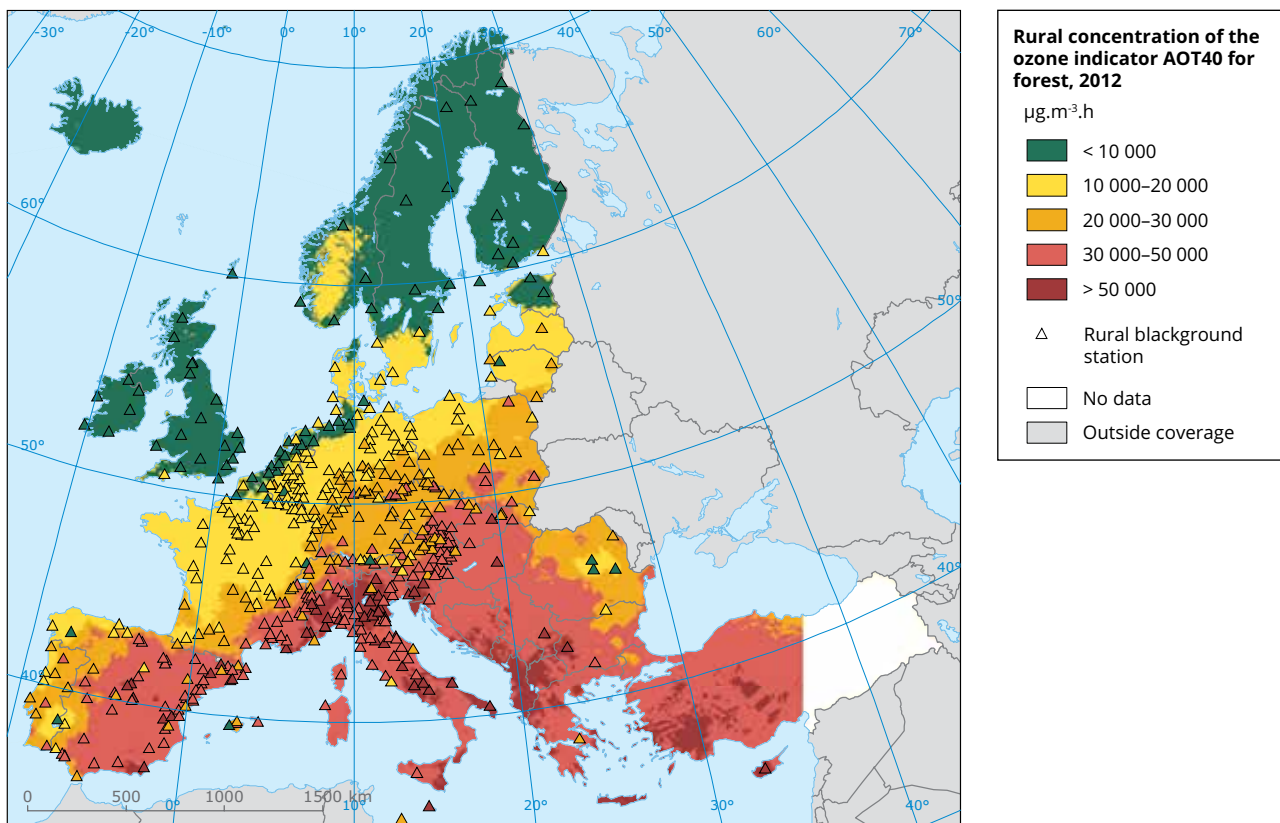 -30°
-20°
-10°
0°
10°
20°
30°
40°
50°
60°
70°
60°
50°
50°
40°
40°
0
500
0°
1000
1500 km
10°
20°
30°
40°
Rural concentration of the
ozone indicator AOT40 for
forest, 2012
µg.m-3.h
< 10 000
10 000–20 000
20 000–30 000
30 000–50 000
> 50 000
Rural blackground
station
No data
Outside coverage